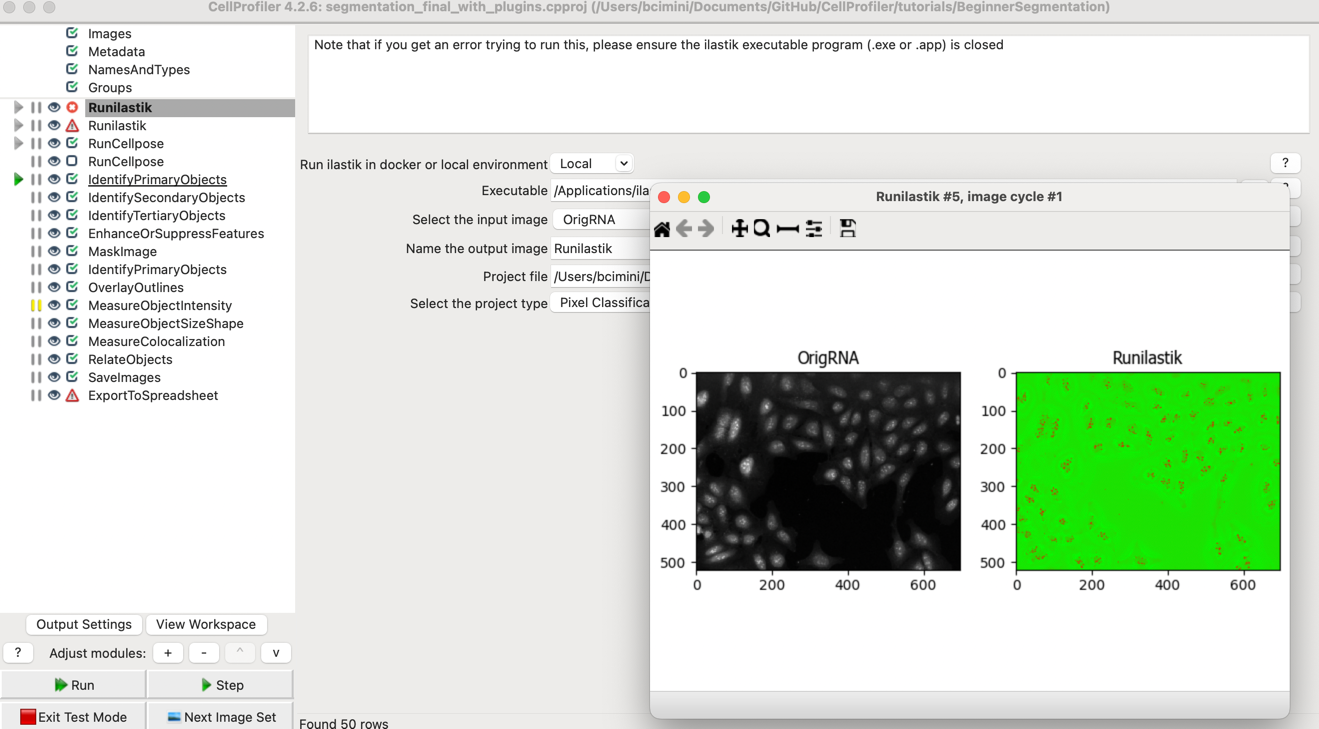 CellProfiler 4.2.6: segmentation_final_with_plugins.cpproj (/Users/bcimini/Documents/GitHub/CellProfiler/tutorials/BeginnerSegmentation)
Images
Metadata
NamesAndTypes
Groups
Runilastik
Runilastik
RunCellpose
RunCellpose
IdentifyPrimaryObjects
IdentifySecondaryObjects
IdentifyTertiaryObjects
EnhanceOrSuppressFeatures
MaskImage
IdentifyPrimaryObjects
OverlayOutlines
MeasureObjectIntensity
MeasureObjectSizeShape
MeasureColocalization
RelateObjects
SaveImages
ExportToSpreadsheet
Output Settings View Workspace
? Adjust modules: + - ^ v
Run Step
Exit Test Mode Next Image Set
Note that if you get an error trying to run this, please ensure the ilastik executable program (.exe or .app) is closed
Run ilastik in docker or local environment Local ?
Executable /Applications/ila
Select the input image OrigRNA
Name the output image Runilastik
Project file /Users/bcimini/D
Select the project type Pixel Classifica
Found 50 rows
Runilastik #5, image cycle #1
OrigRNA
0
100
200
300
400
500
0 200 400 600
Runilastik
0
100
200
300
400
500
0 200 400 600